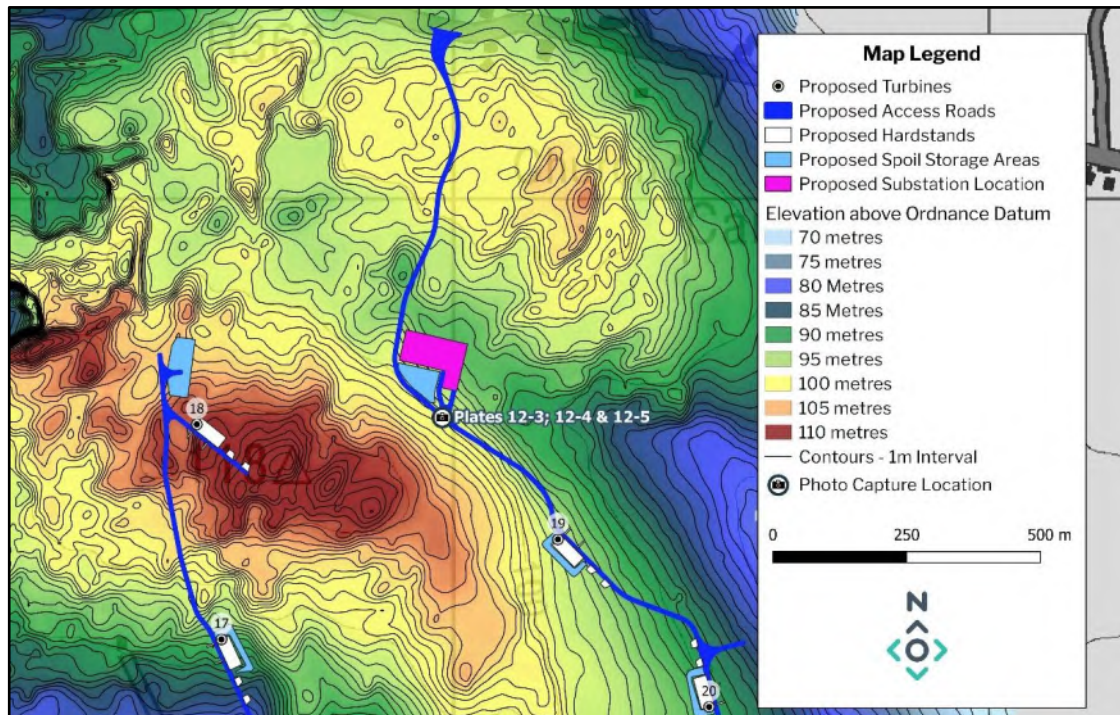 Map Legend
Proposed Turbines
Proposed Access Roads
Proposed Hardstands
Proposed Spoil Storage Areas
Proposed Substation Location
Elevation above Ordnance Datum
70 metres
75 metres
80 Metres
85 Metres
90 metres
95 metres
100 metres
105 metres
110 metres
Contours - 1m Interval
Photo Capture Location
0 250 500 m
N
18
Plates 12-3; 12-4 & 12-5
19
17
20